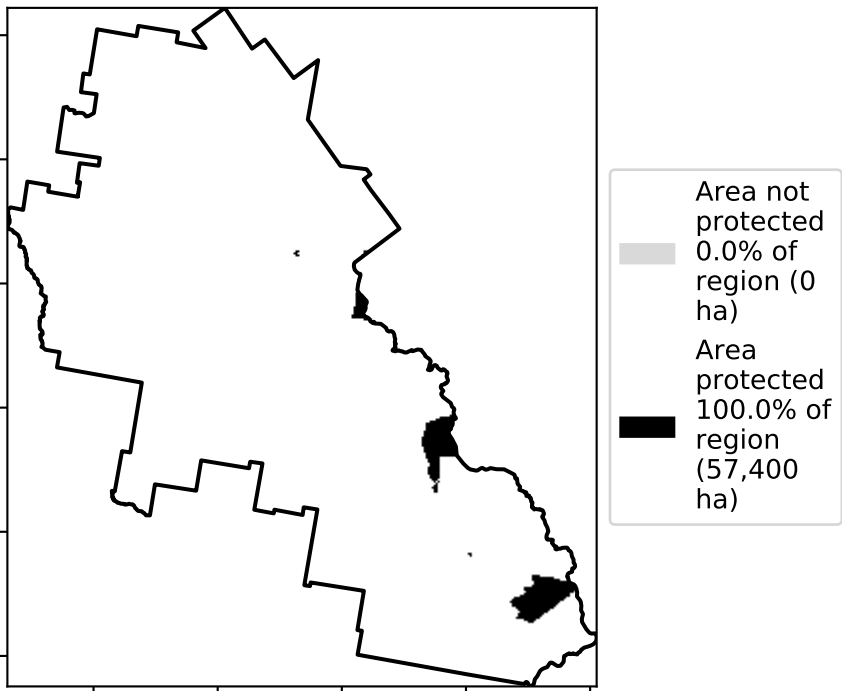 Area not
protected
0.0% of
region (0
ha)
Area
protected
100.0% of
region
(57,400
ha)